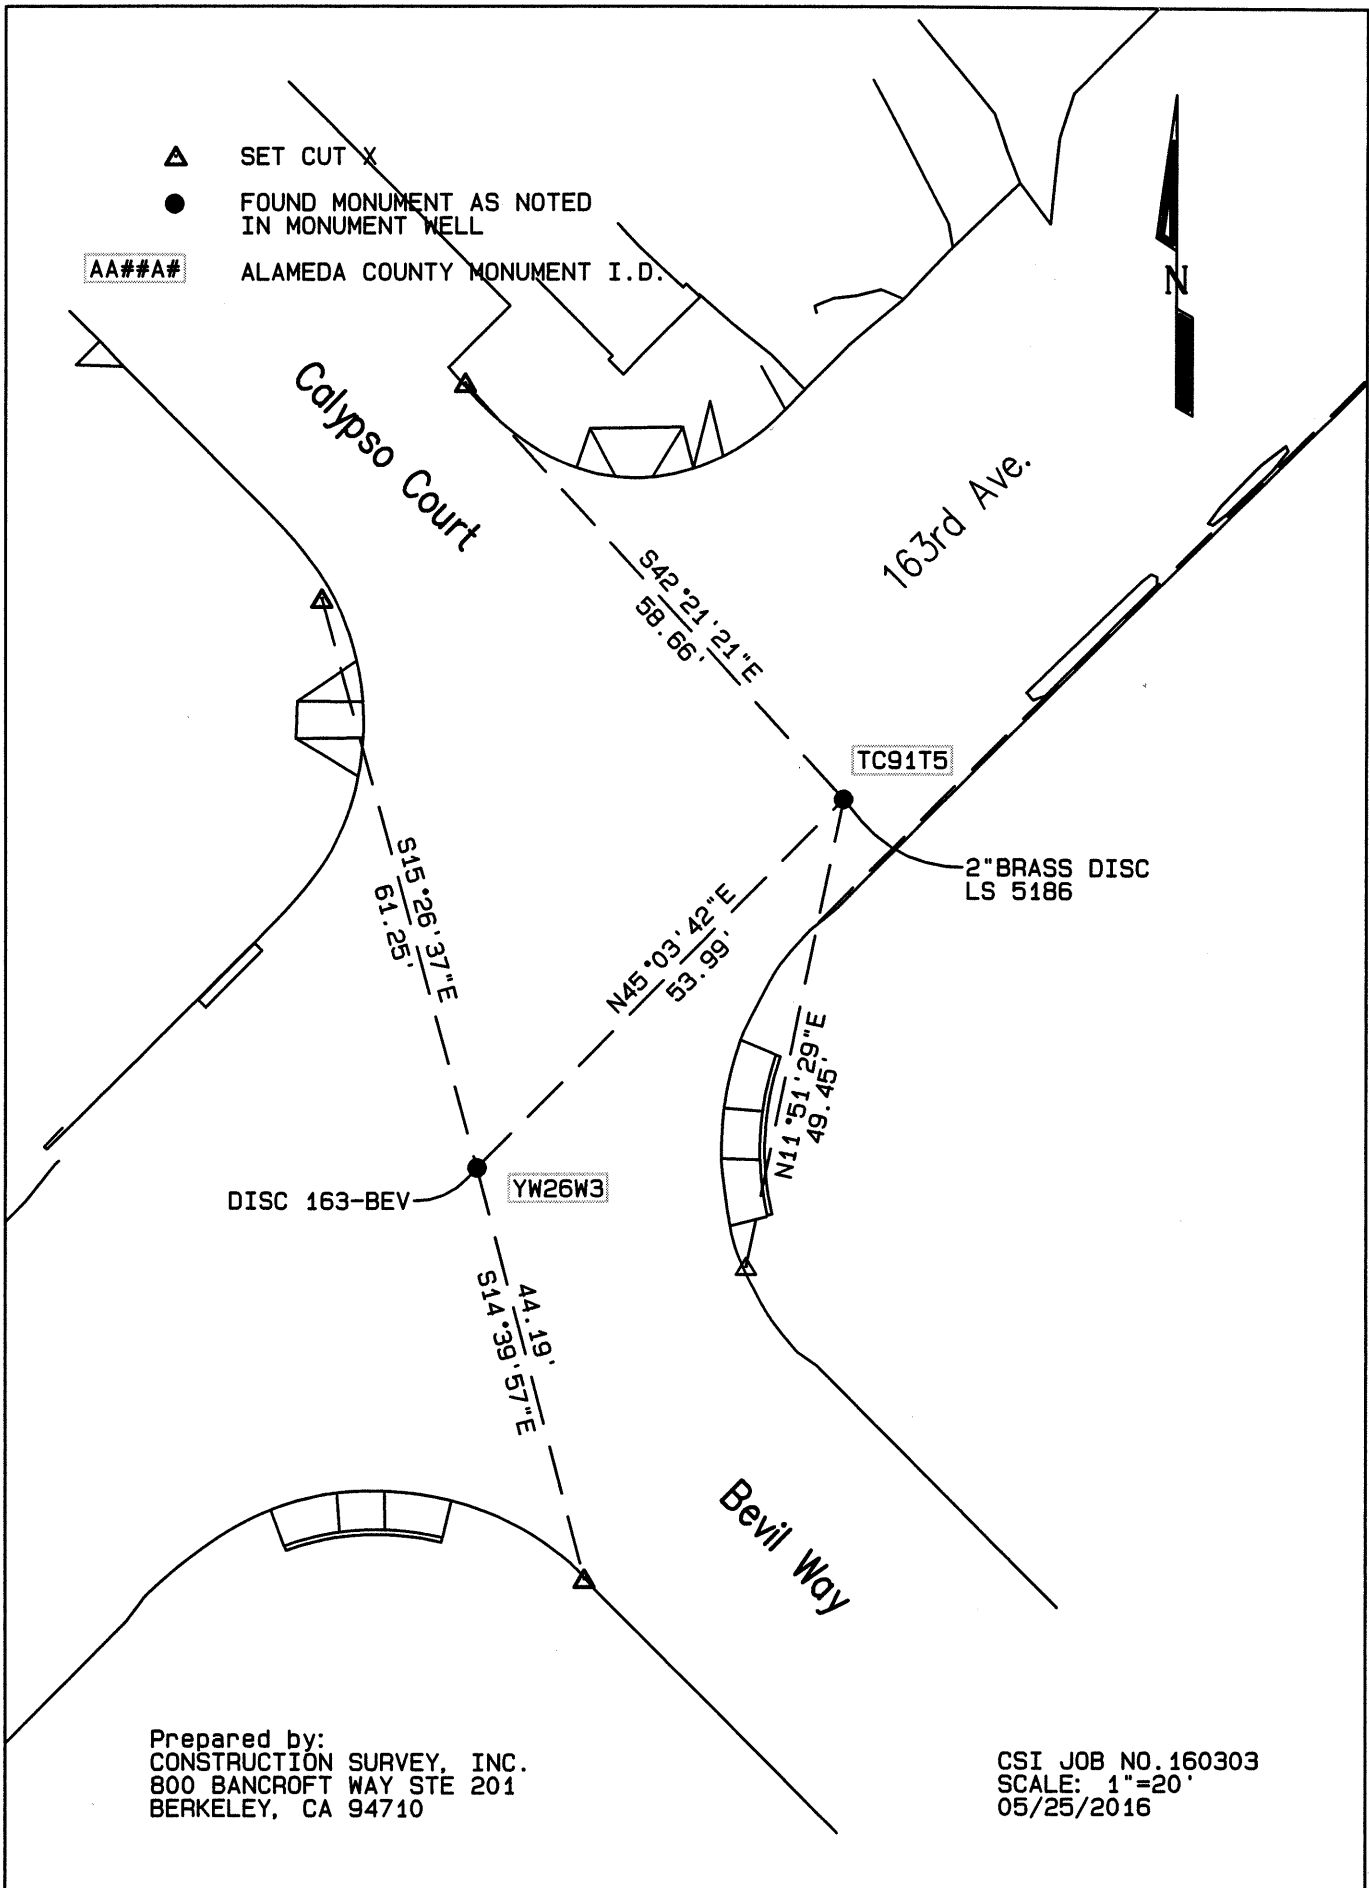 SET CUT X
FOUND MONUMENT AS NOTED
IN MONUMENT WELL
AA##A#
ALAMEDA COUNTY MONUMENT I.D.
N
Calypso Court
163rd Ave.
S42°21'21"E
58.66'
TC91T5
2"BRASS DISC
LS 5186
S15°26'37"E
61.25'
N45°03'42"E
53.99'
N11°51'29"E
49.45'
DISC 163-BEV
YW26W3
44.19'
S14°39'57"E
Bevil Way
Prepared by:
CONSTRUCTION SURVEY, INC.
800 BANCROFT WAY STE 201
BERKELEY, CA 94710
CSI JOB NO.160303
SCALE: 1"=20'
05/25/2016